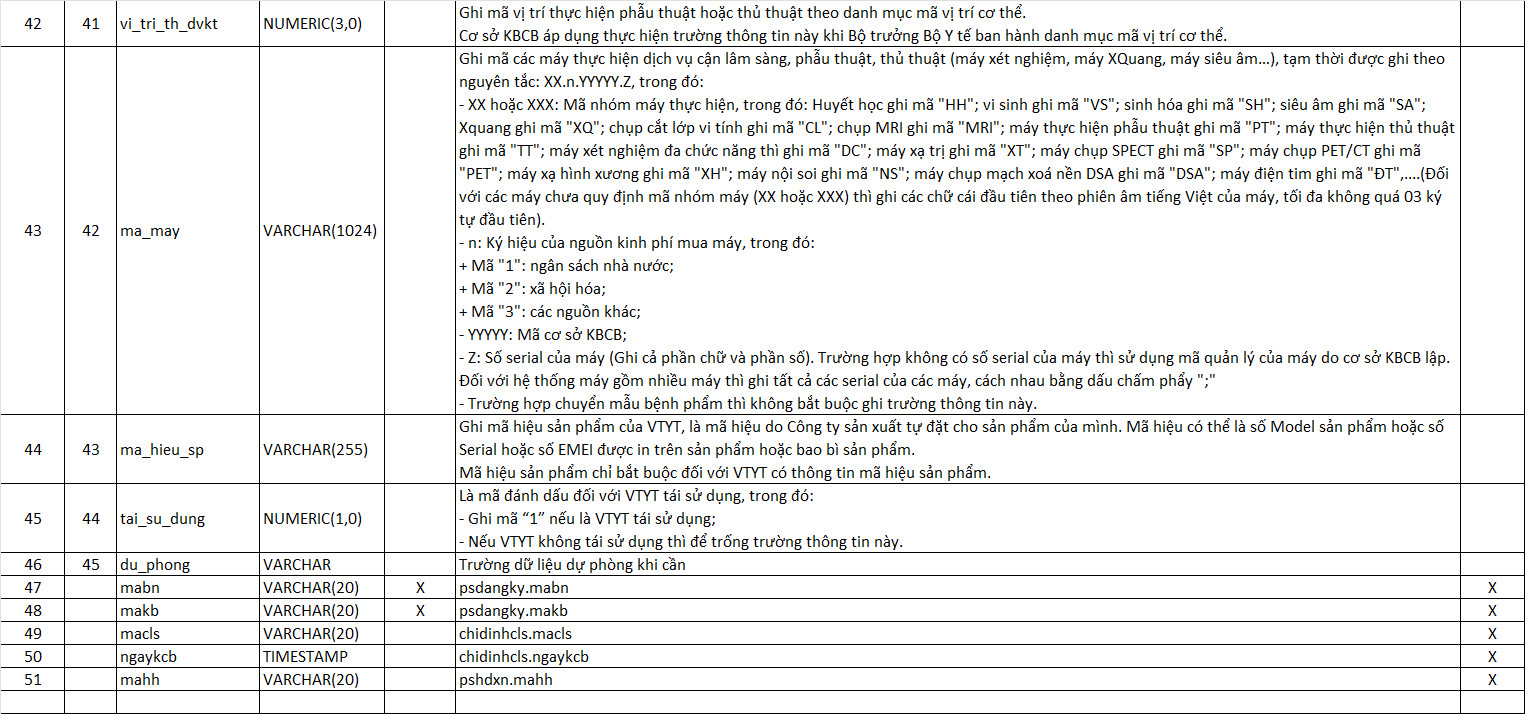 42 41 vi_tri_th_dvkt NUMERIC(3,0) Ghi mã vị trí thực hiện phẫu thuật hoặc thủ thuật theo danh mục mã vị trí cơ thể.
Cơ sở KBCB áp dụng thực hiện trường thông tin này khi Bộ trưởng Bộ Y tế ban hành danh mục mã vị trí cơ thể.
43 42 ma_may VARCHAR(1024) Ghi mã các máy thực hiện dịch vụ cận lâm sàng, phẫu thuật, thủ thuật (máy xét nghiệm, máy XQuang, máy siêu âm...), tạm thời được ghi theo
nguyên tắc: XX.n.YYYYY.Z, trong đó:
- XX hoặc XXX: Mã nhóm máy thực hiện, trong đó: Huyết học ghi mã "HH"; vi sinh ghi mã "VS"; sinh hóa ghi mã "SH"; siêu âm ghi mã "SA";
Xquang ghi mã "XQ"; chụp cắt lớp vi tính ghi mã "CL"; chụp MRI ghi mã "MRI"; máy thực hiện phẫu thuật ghi mã "PT"; máy thực hiện thủ thuật
ghi mã "TT"; máy xét nghiệm đa chức năng thì ghi mã "DC"; máy xạ trị ghi mã "XT"; máy chụp SPECT ghi mã "SP"; máy chụp PET/CT ghi mã
"PET"; máy xạ hình xương ghi mã "XH"; máy nội soi ghi mã "NS"; máy chụp mạch xoá nền DSA ghi mã "DSA"; máy điện tim ghi mã "ĐT",....(Đối
với các máy chưa quy định mã nhóm máy (XX hoặc XXX) thì ghi các chữ cái đầu tiên theo phiên âm tiếng Việt của máy, tối đa không quá 03 ký
tự đầu tiên).
- n: Ký hiệu của nguồn kinh phí mua máy, trong đó:
+ Mã "1": ngân sách nhà nước;
+ Mã "2": xã hội hóa;
+ Mã "3": các nguồn khác;
- YYYYY: Mã cơ sở KBCB;
- Z: Số serial của máy (Ghi cả phần chữ và phần số). Trường hợp không có số serial của máy thì sử dụng mã quản lý của máy do cơ sở KBCB lập.
Đối với hệ thống máy gồm nhiều máy thì ghi tất cả các serial của các máy, cách nhau bằng dấu chấm phẩy ";"
- Trường hợp chuyển mẫu bệnh phẩm thì không bắt buộc ghi trường thông tin này.
44 43 ma_hieu_sp VARCHAR(255) Ghi mã hiệu sản phẩm của VTYT, là mã hiệu do Công ty sản xuất tự đặt cho sản phẩm của mình. Mã hiệu có thể là số Model sản phẩm hoặc số
Serial hoặc số EMEI được in trên sản phẩm hoặc bao bì sản phẩm.
Mã hiệu sản phẩm chỉ bắt buộc đối với VTYT có thông tin mã hiệu sản phẩm.
45 44 tai_su_dung NUMERIC(1,0) Là mã đánh dấu đối với VTYT tái sử dụng, trong đó:
- Ghi mã “1” nếu là VTYT tái sử dụng;
- Nếu VTYT không tái sử dụng thì để trống trường thông tin này.
46 45 du_phong VARCHAR Trường dữ liệu dự phòng khi cần
47 mabn VARCHAR(20) X psdangky.mabn X
48 makb VARCHAR(20) X psdangky.makb X
49 macls VARCHAR(20) chidinhcls.macls X
50 ngaykcb TIMESTAMP chidinhcls.ngaykcb X
51 mahh VARCHAR(20) pshdxn.mahh X